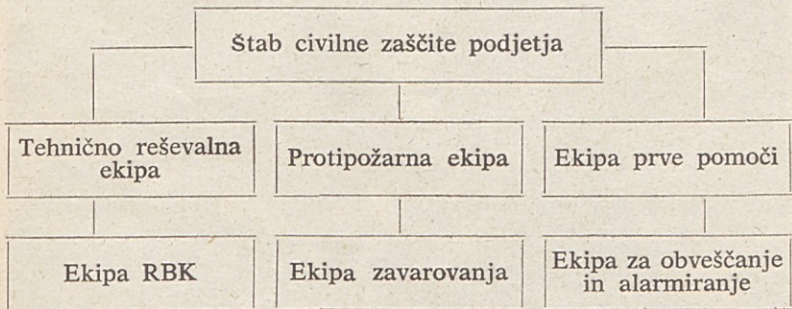 Štab civilne zaščite podjetja
Tehnično reševalna
ekipa
Protipožarna ekipa
Ekipa prve pomoči
Ekipa RBK
Ekipa zavarovanja
Ekipa za obveščanje
in alarmiranje